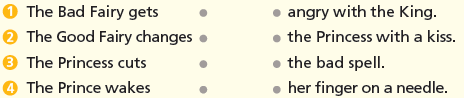 1 The Bad Fairy gets ● ● angry with the King.
2 The Good Fairy changes ● ● the Princess with a kiss.
3 The Princess cuts ● ● the bad spell.
4 The Prince wakes ● ● her finger on a needle.